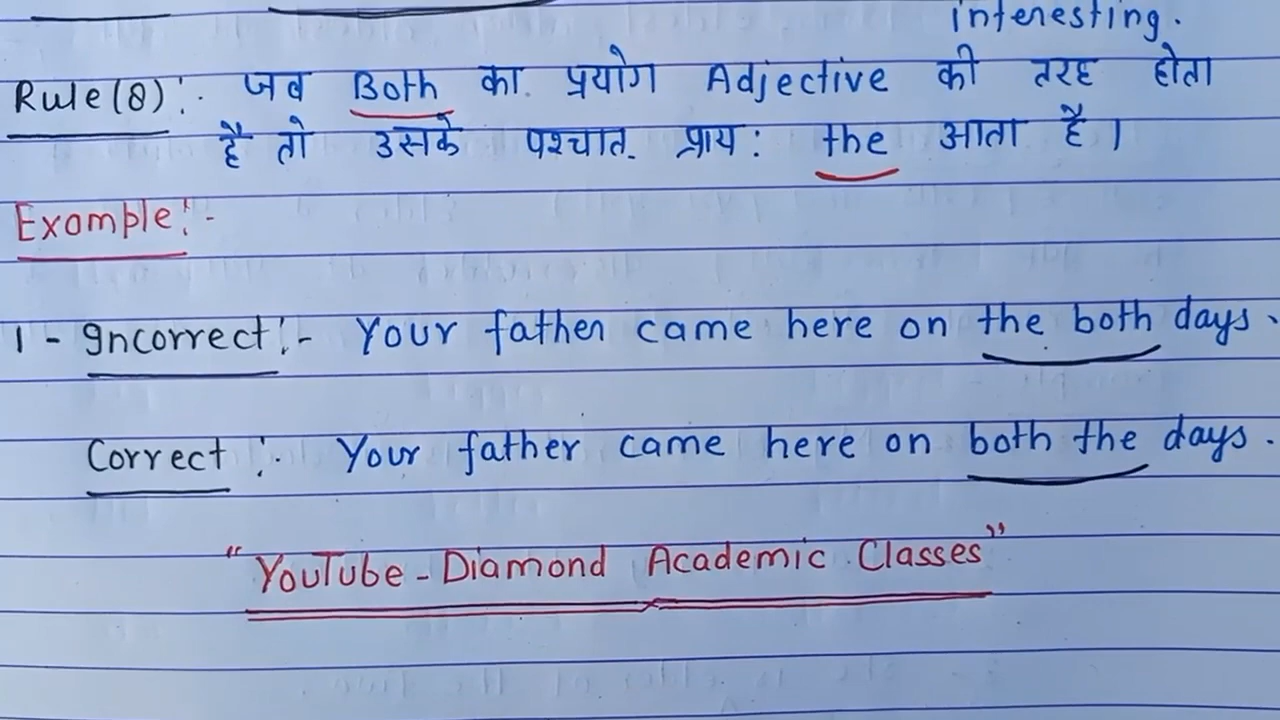 interesting.
Rule(8):- जब Both का प्रयोग Adjective की तरह होता
है तो उसके पश्चात प्राय: the आता है।
Example:-
1- Incorrect:- Your father came here on the both days.
Correct:- Your father came here on both the days.
"YouTube-Diamond Academic Classes"